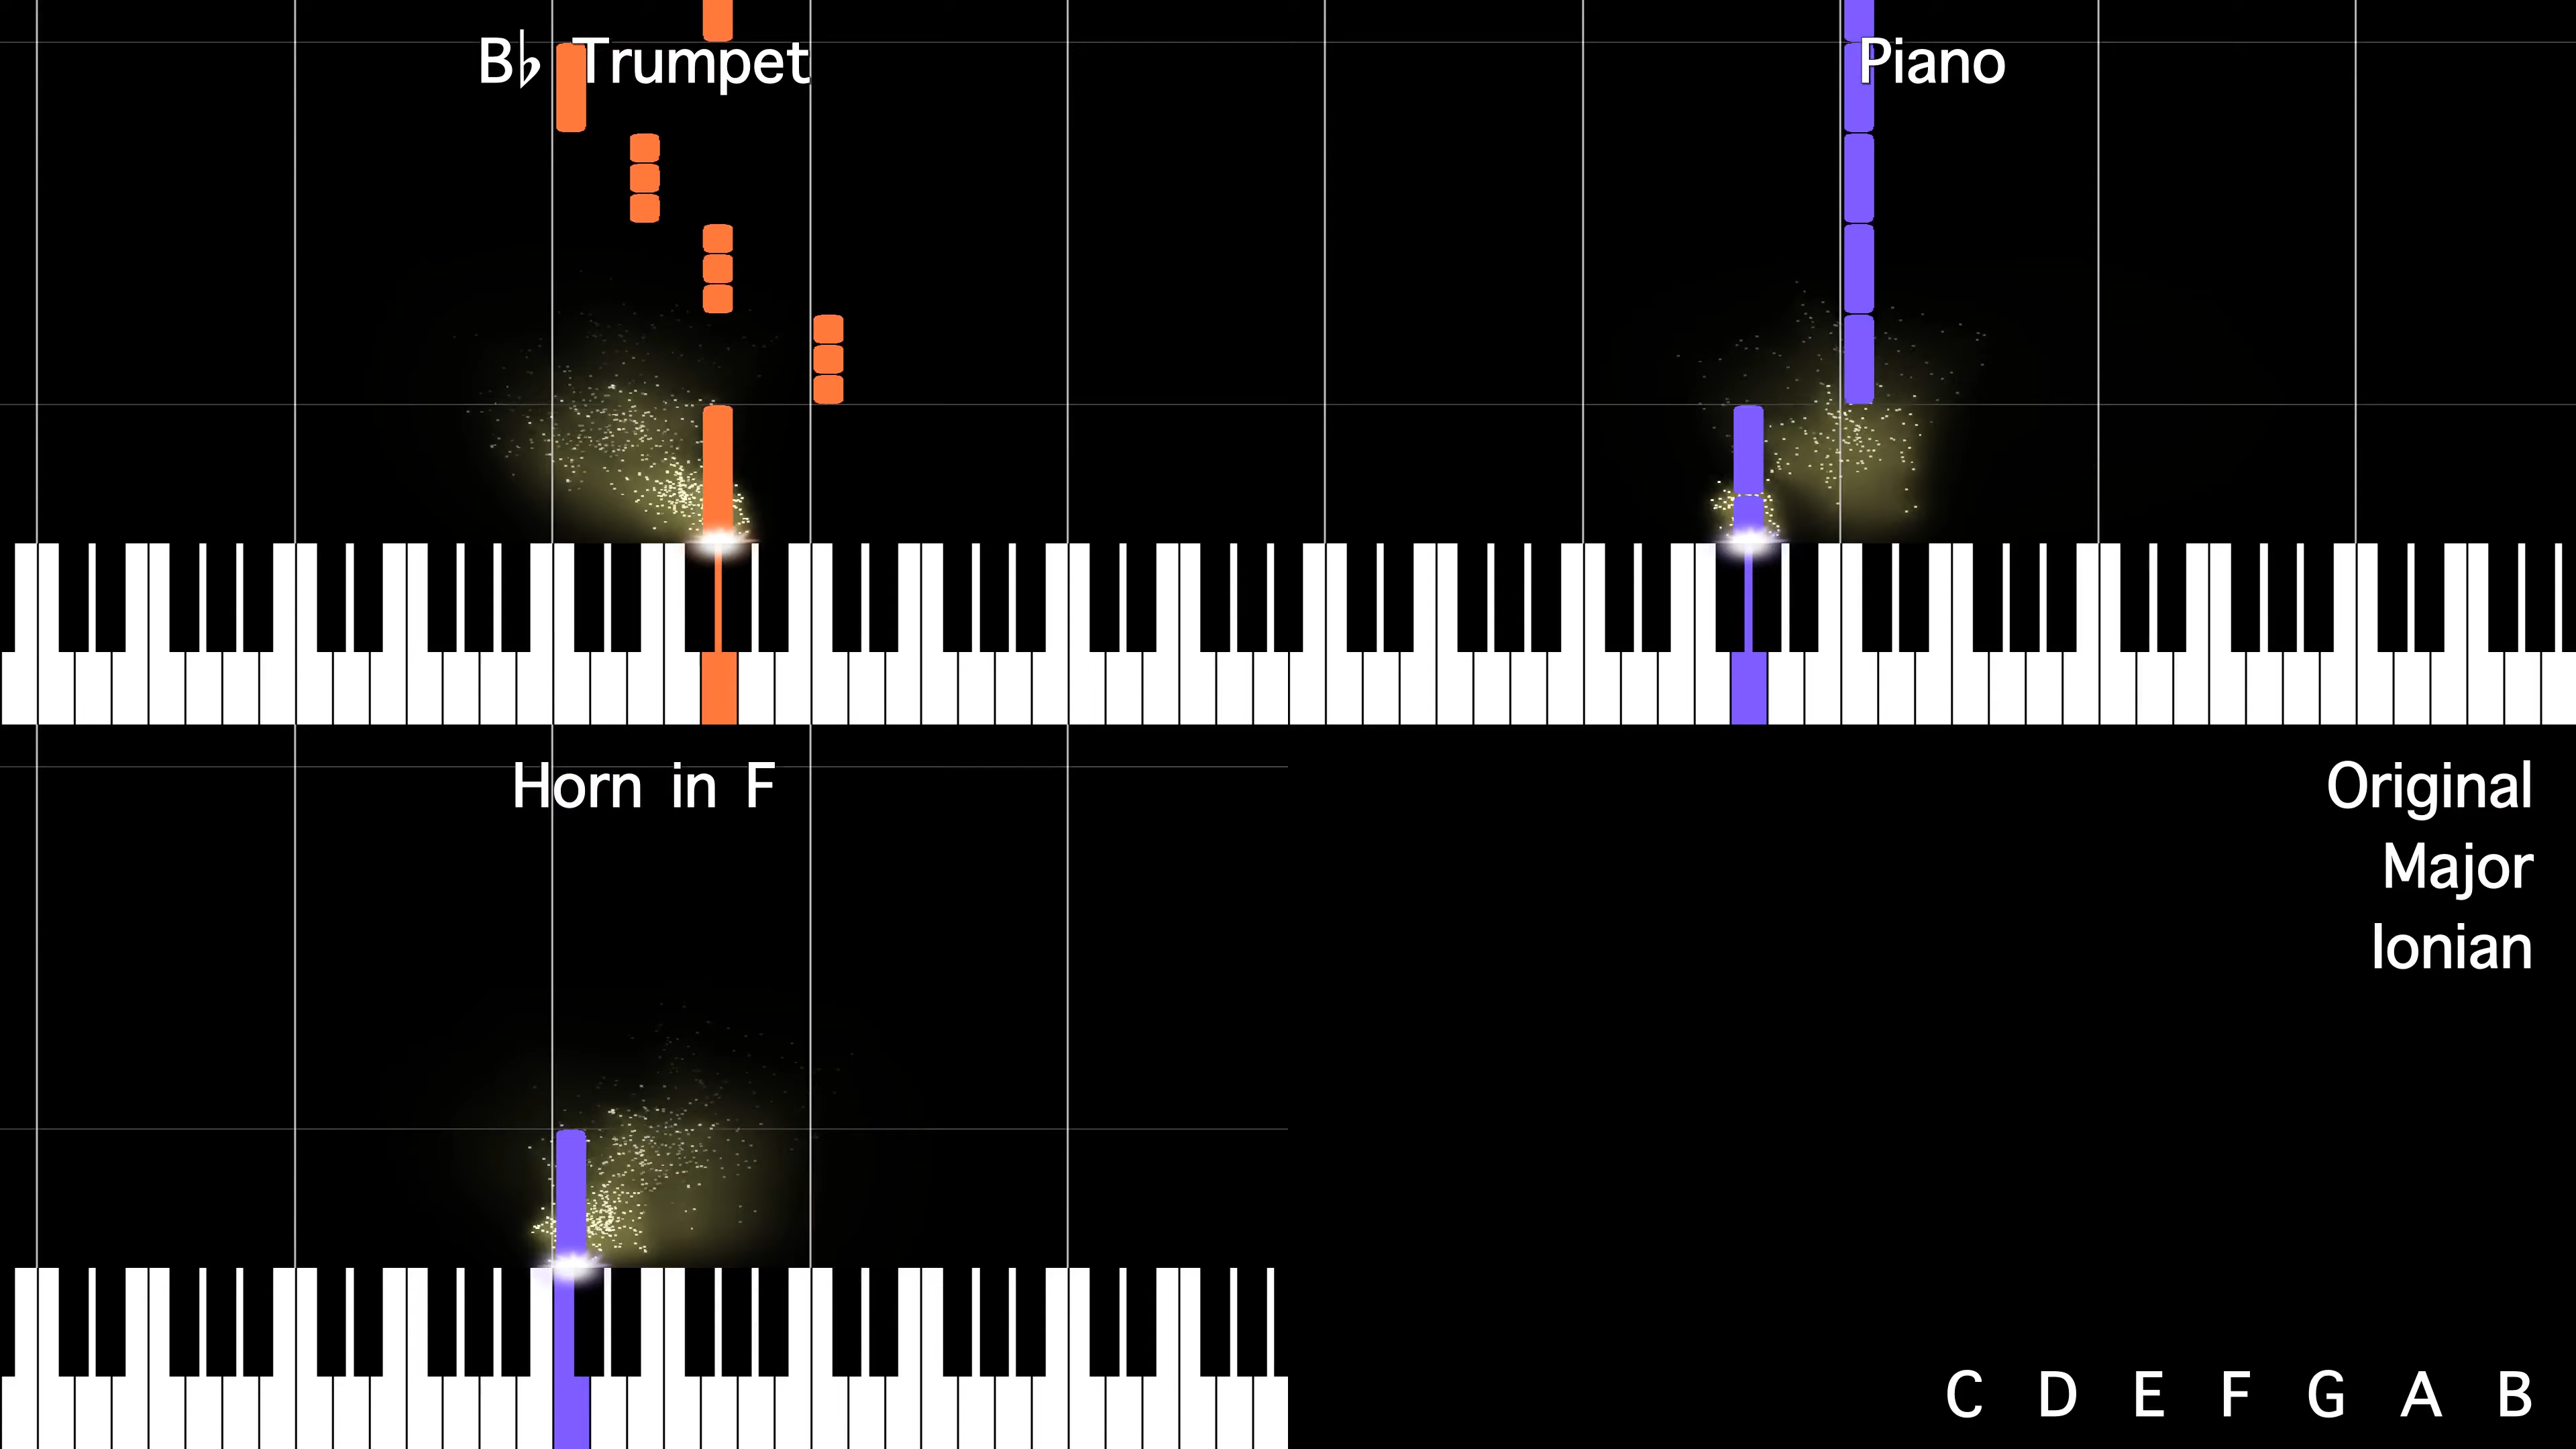 B♭ Trumpet
Piano
Horn in F
Original
Major
Ionian
C D E F G A B